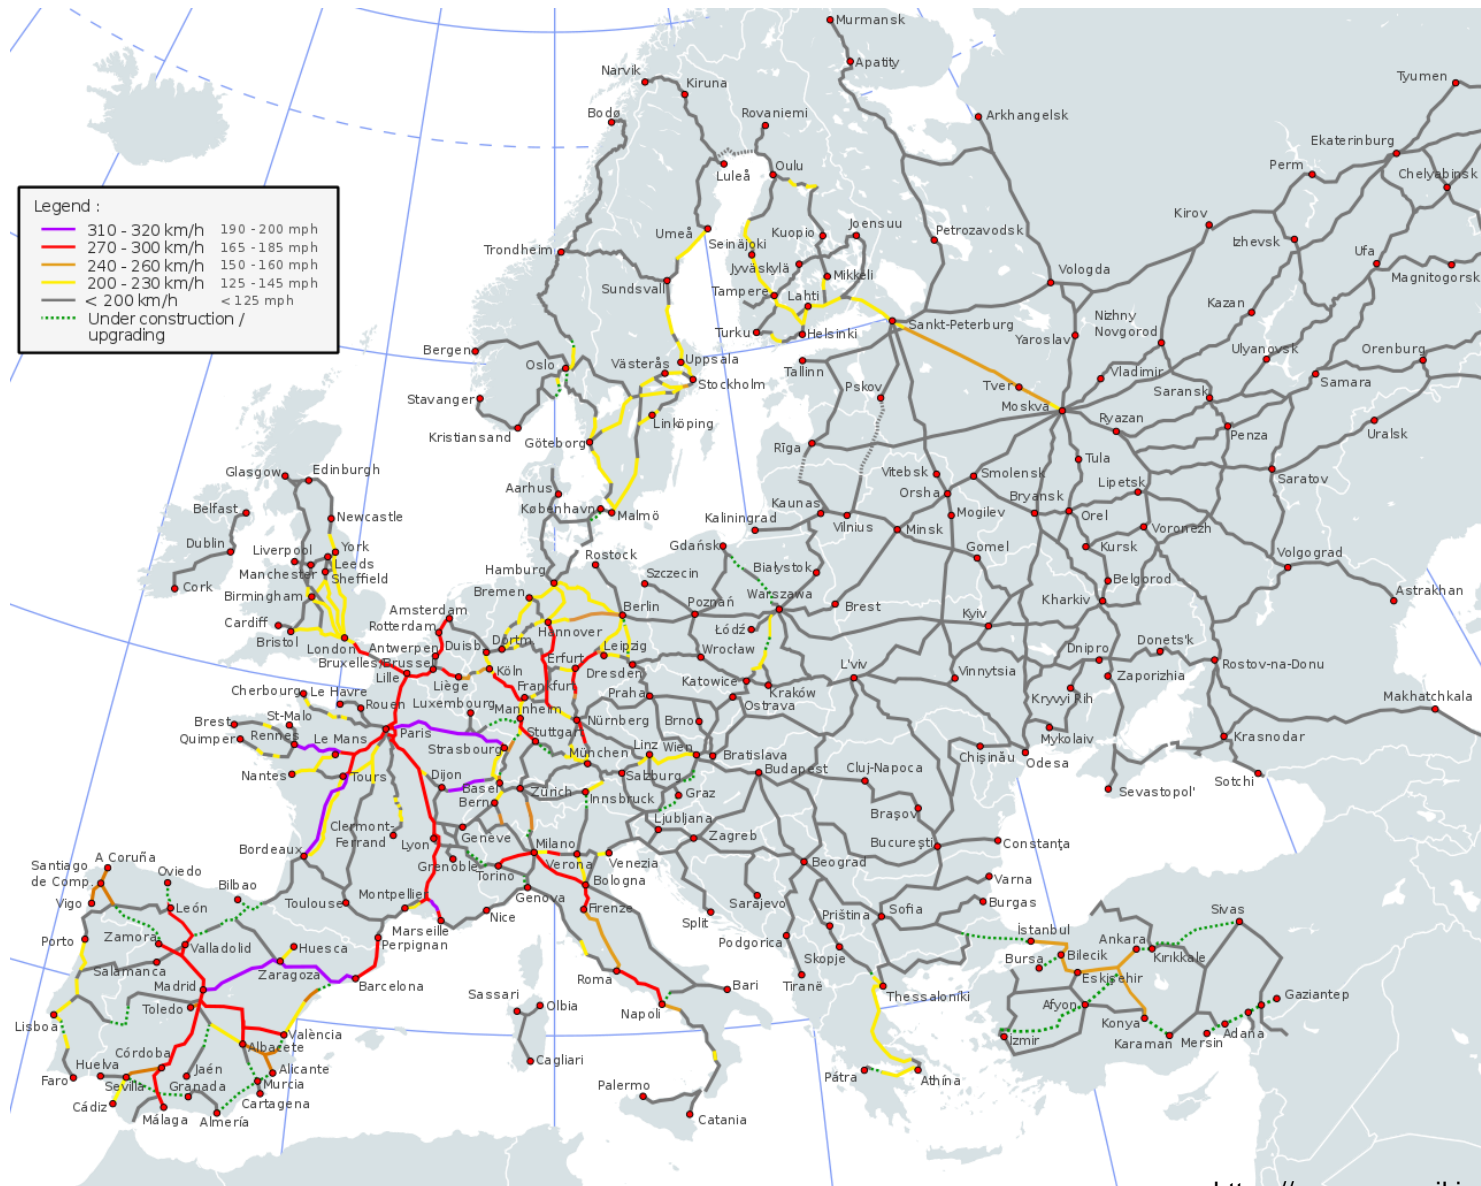 Murmansk
Apatity
Narvik
Kiruna
Tyumen
Bodø
Rovaniemi
Arkhangelsk
Ekaterinburg
Perm
Chelyabinsk
Luleå
Oulu
Legend :
310 - 320 km/h 190 - 200 mph
270 - 300 km/h 165 - 185 mph
240 - 260 km/h 150 - 160 mph
200 - 230 km/h 125 - 145 mph
< 200 km/h < 125 mph
Under construction /
upgrading
Kirov
Umeå
Seinäjoki
Kuopio
Joensuu
Petrozavodsk
Izhevsk
Ufa
Trondheim
Jyväskylä
Mikkeli
Vologda
Magnitogorsk
Sundsvall
Tampere
Lahti
Kazan
Turku
Helsinki
Sankt-Peterburg
Nizhny
Novgorod
Yaroslav
Bergen
Oslo
Västerås
Uppsala
Stockholm
Tallinn
Pskov
Tver
Moskva
Vladimir
Ulyanovsk
Orenburg
Samara
Saransk
Stavanger
Kristiansand
Göteborg
Linköping
Rīga
Ryazan
Penza
Uralsk
Glasgow
Edinburgh
Belfast
Newcastle
Aarhus
København
Malmö
Kaliningrad
Kaunas
Vilnius
Vitebsk
Orsha
Smolensk
Mogilev
Minsk
Tula
Bryansk
Lipetsk
Orel
Voronezh
Saratov
Dublin
Cork
Liverpool
Manchester
York
Leeds
Sheffield
Birmingham
Cardiff
Bristol
London
Hamburg
Bremen
Rostock
Szczecin
Gdańsk
Białystok
Warszawa
Brest
Gomel
Kursk
Belgorod
Kharkiv
Kyiv
Volgograd
Astrakhan
Amsterdam
Rotterdam
Antwerpen
Bruxelles/Brussel
Duisb
Dortm
Hannover
Berlin
Poznań
Łódź
Wrocław
Lille
Liège
Köln
Erfurt
Leipzig
Dresden
Katowice
Kraków
L'viv
Vinnytsia
Dnipro
Donets'k
Zaporizhia
Rostov-na-Donu
Makhatchkala
Cherbourg
Le Havre
Rouen
St-Malo
Brest
Quimper
Rennes
Le Mans
Paris
Luxembourg
Frankfurt
Mannheim
Nürnberg
Praha
Brno
Ostrava
Kryvyi Rih
Mykolaiv
Krasnodar
Nantes
Tours
Strasbourg
Stuttgart
München
Linz
Wien
Bratislava
Salzburg
Budapest
Cluj-Napoca
Chişinău
Odesa
Sevastopol'
Sotchi
Dijon
Basel
Bern
Zürich
Innsbruck
Graz
Ljubljana
Zagreb
Braşov
Bucureşti
Constanţa
Clermont-
Ferrand
Lyon
Genève
Grenoble
Milano
Torino
Verona
Venezia
Bologna
Genova
Beograd
Varna
Burgas
Bordeaux
Toulouse
Montpellier
Marseille
Nice
Perpignan
Firenze
Split
Sarajevo
Podgorica
Priština
Sofia
Skopje
Tiranë
Thessaloníki
A Coruña
Santiago
de Comp.
Vigo
Oviedo
León
Bilbao
Porto
Zamora
Valladolid
Huesca
Zaragoza
Salamanca
Madrid
Toledo
Barcelona
Roma
Napoli
Bari
İstanbul
Bursa
Bilecik
Eskişehir
Ankara
Kırıkkale
Sivas
Afyon
Konya
Karaman
Mersin
Adana
Gaziantep
Izmir
Lisboa
València
Albacete
Alicante
Murcia
Cartagena
Córdoba
Huelva
Sevilla
Jaén
Granada
Faro
Cádiz
Málaga
Almería
Sassari
Olbia
Cagliari
Palermo
Catania
Pátra
Athína